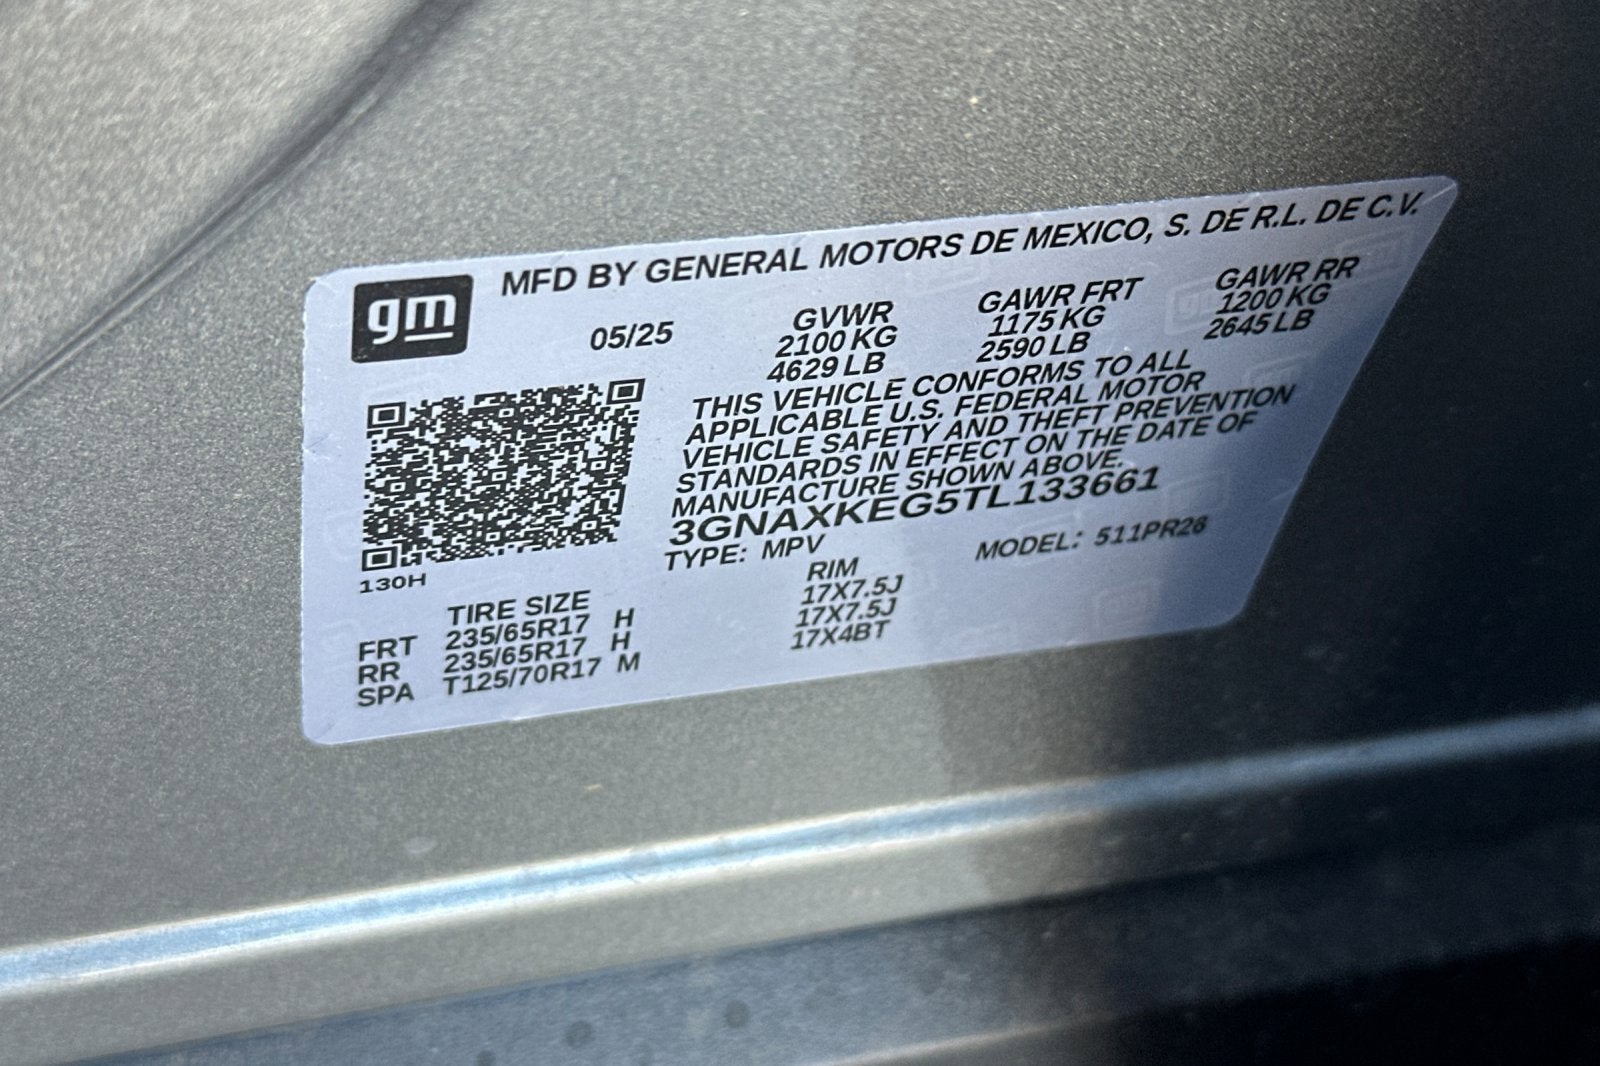 gm
MFD BY GENERAL MOTORS DE MEXICO, S. DE R.L. DE C.V.
05/25
GVWR
2100 KG
4629 LB
GAWR FRT
1175 KG
2590 LB
GAWR RR
1200 KG
2645 LB
THIS VEHICLE CONFORMS TO ALL
APPLICABLE U.S. FEDERAL MOTOR
VEHICLE SAFETY AND THEFT PREVENTION
STANDARDS IN EFFECT ON THE DATE OF
MANUFACTURE SHOWN ABOVE.
3GNAXKEG5TL133661
TYPE: MPV MODEL: 511PR26
130H
TIRE SIZE RIM
FRT 235/65R17 H 17X7.5J
RR 235/65R17 H 17X7.5J
SPA T125/70R17 M 17X4BT